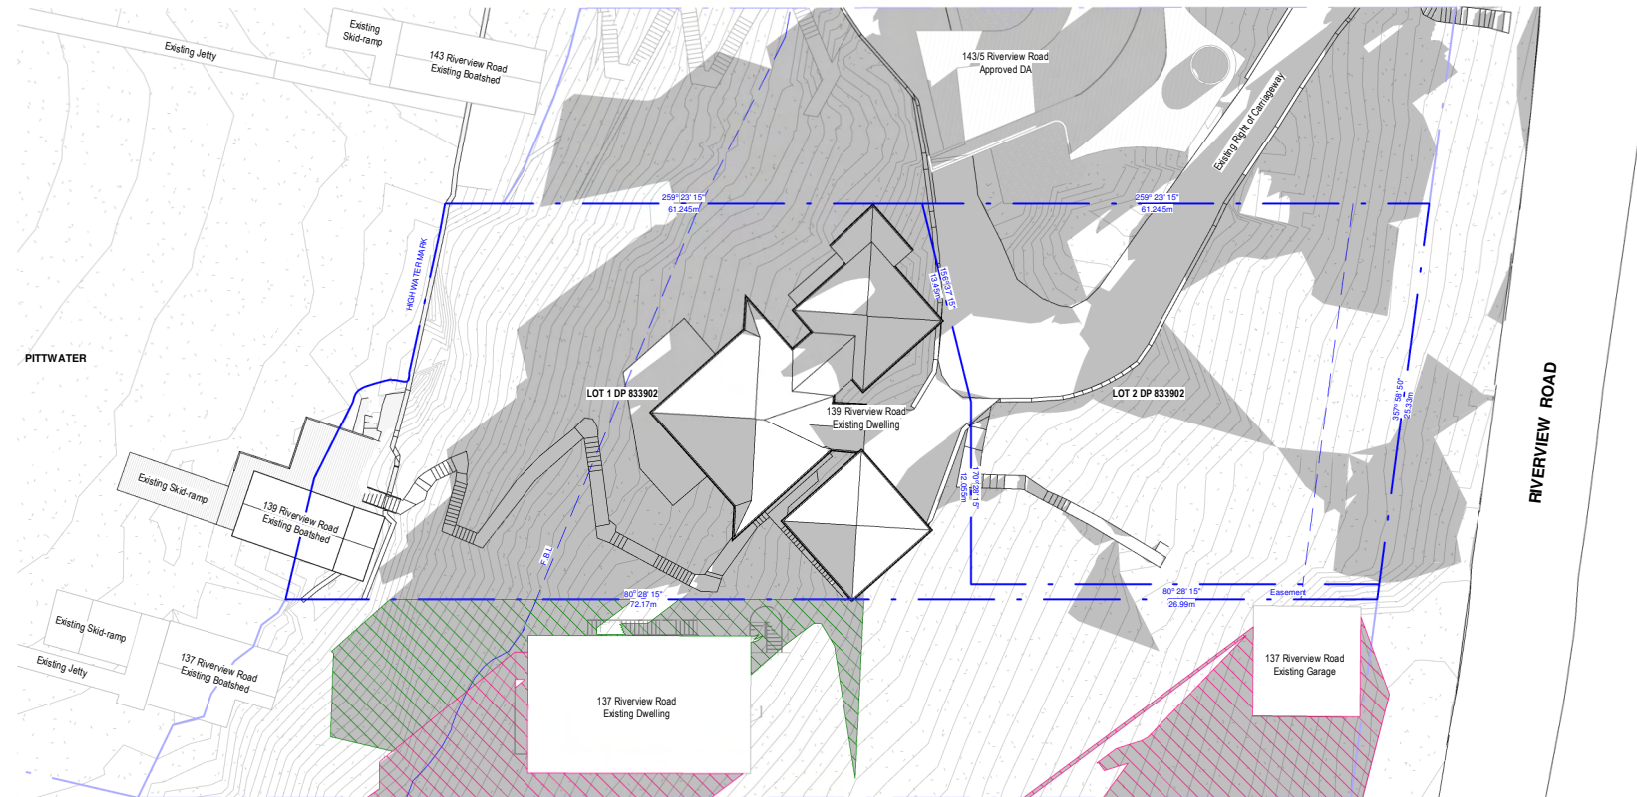 Existing
Skid-ramp
Existing Jetty
143 Riverview Road
Existing Boatshed
143/5 Riverview Road
Approved DA
Existing Right of Carriageway
259° 23' 15"
61.245m
259° 23' 15"
61.245m
HIGH WATER MARK
156° 37' 15"
13.45m
PITTWATER
LOT 1 DP 833902
139 Riverview Road
Existing Dwelling
LOT 2 DP 833902
357° 58' 50"
25.33m
RIVERVIEW ROAD
Existing Skid-ramp
139 Riverview Road
Existing Boatshed
170° 28' 15"
12.055m
F.B.L
80° 28' 15"
72.17m
80° 28' 15"
26.99m
Easement
Existing Skid-ramp
Existing Jetty
137 Riverview Road
Existing Boatshed
137 Riverview Road
Existing Dwelling
137 Riverview Road
Existing Garage